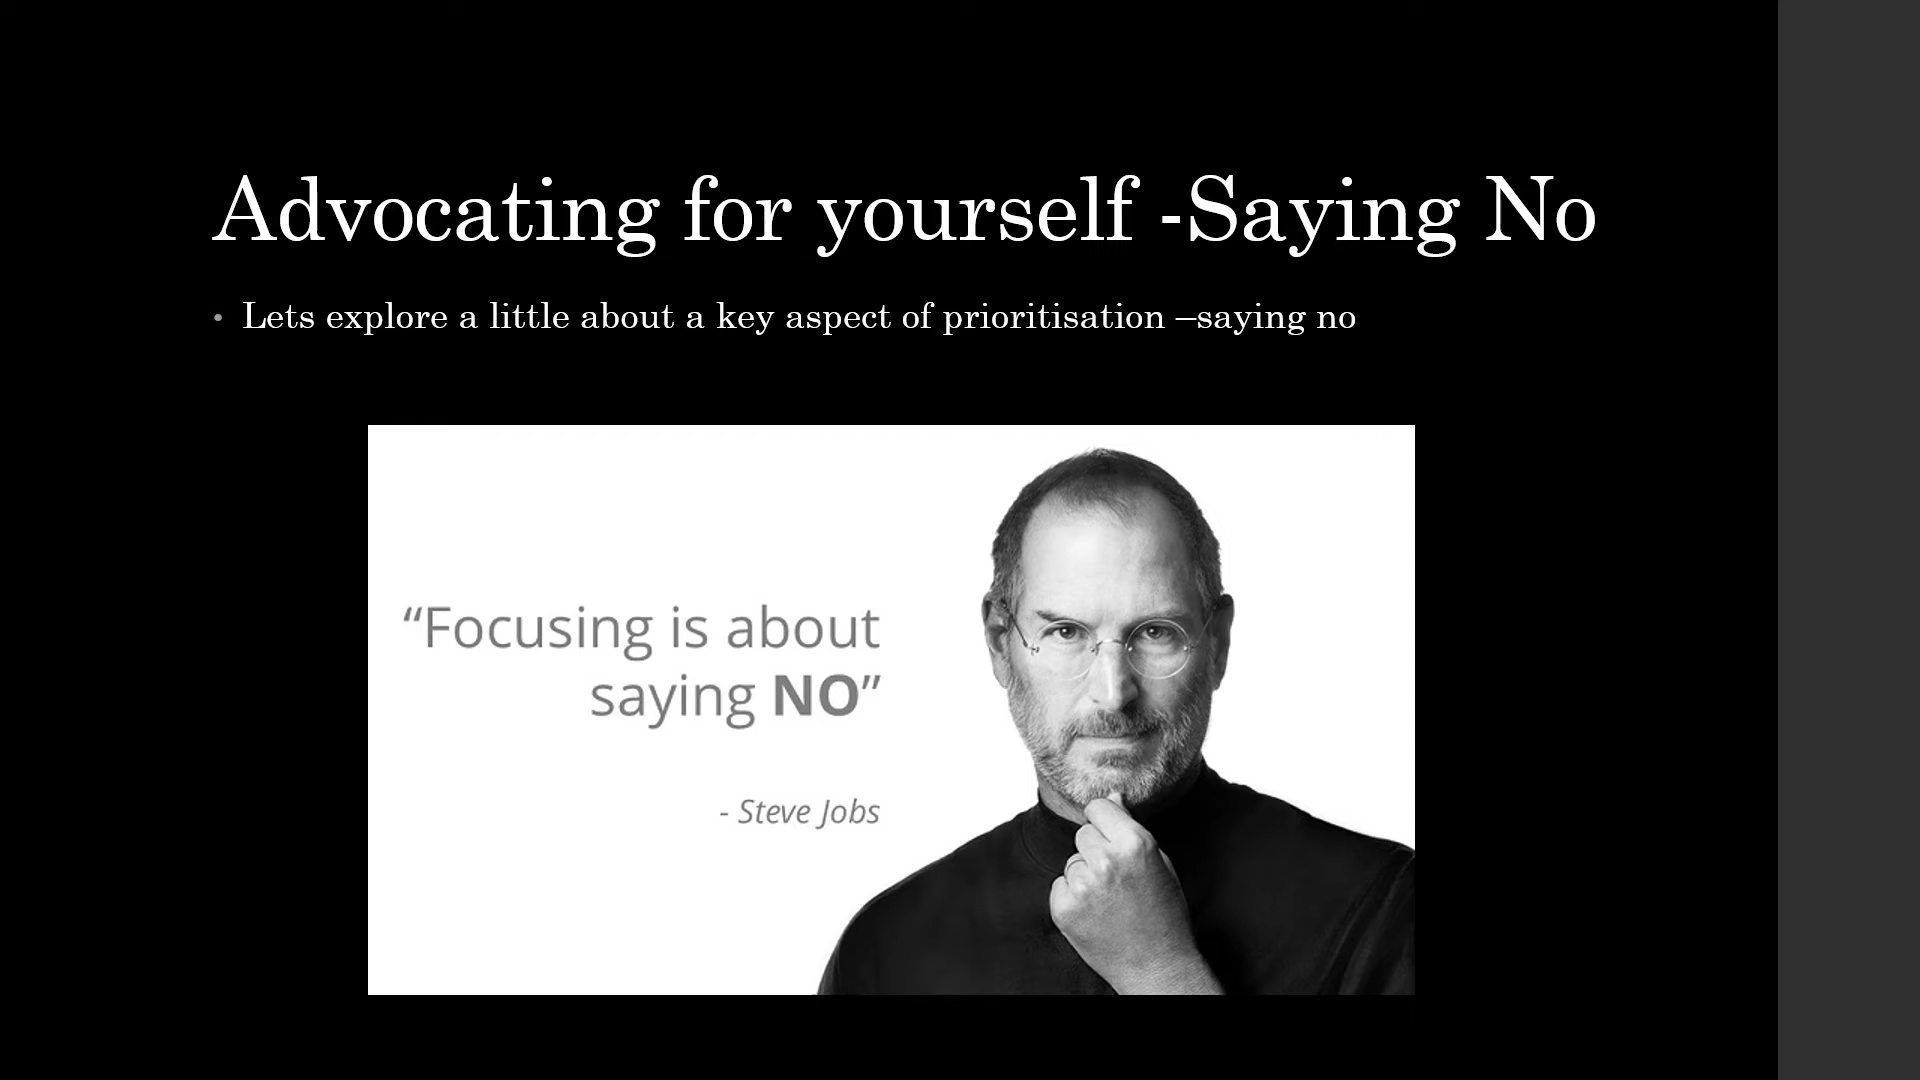 Advocating for yourself -Saying No
• Lets explore a little about a key aspect of prioritisation –saying no
“Focusing is about
saying NO”
- Steve Jobs